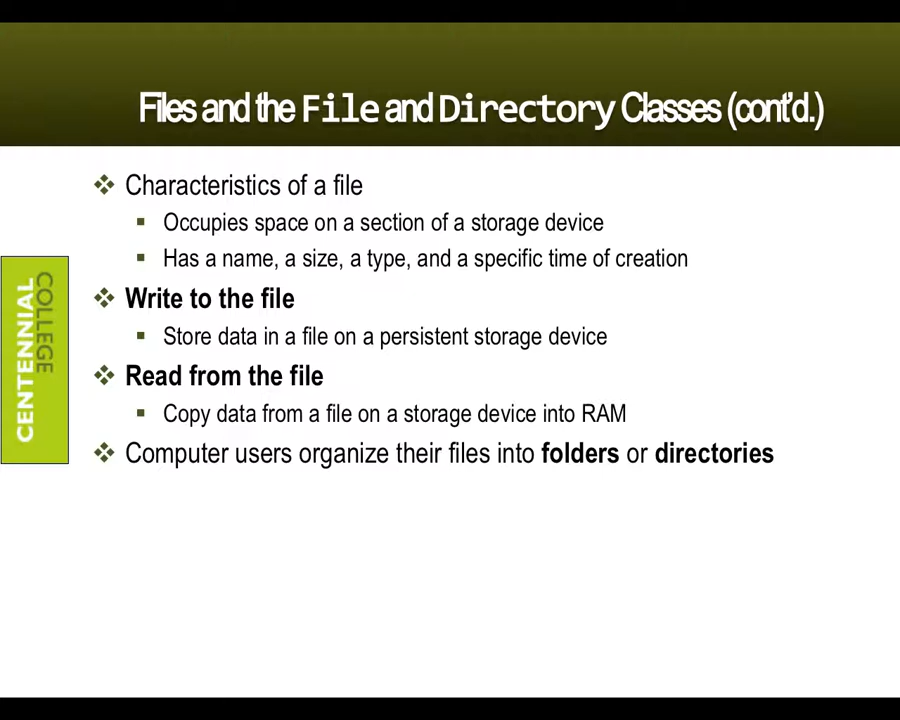 Files and the File and Directory Classes (cont'd.)
Characteristics of a file
Occupies space on a section of a storage device
Has a name, a size, a type, and a specific time of creation
Write to the file
Store data in a file on a persistent storage device
Read from the file
Copy data from a file on a storage device into RAM
Computer users organize their files into folders or directories
CENTENNIAL
COLLEGE